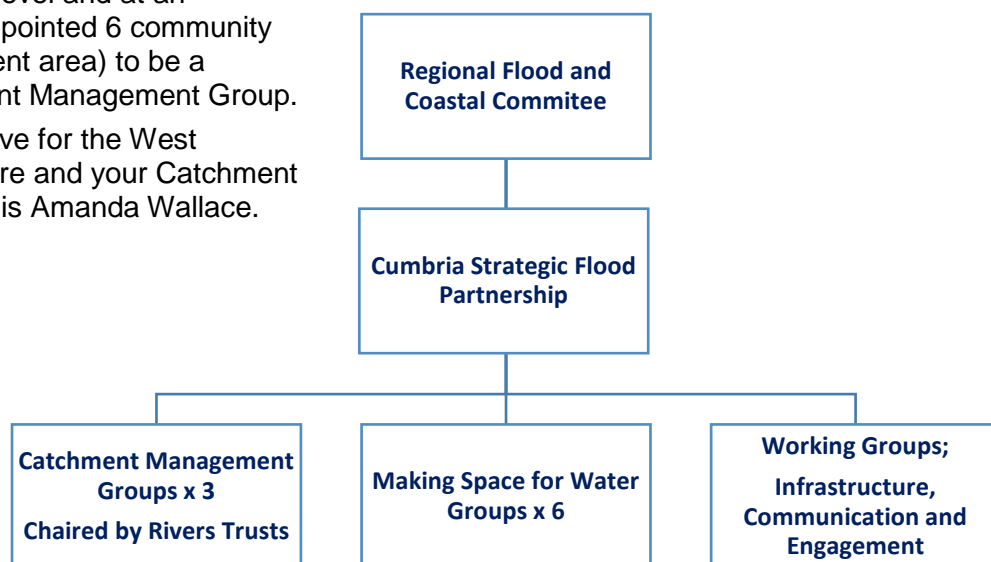 pointed 6 community
ent area) to be a
nt Management Group.
ve for the West
re and your Catchment
is Amanda Wallace.
Regional Flood and
Coastal Commitee
Cumbria Strategic Flood
Partnership
Catchment Management
Groups x 3
Chaired by Rivers Trusts
Making Space for Water
Groups x 6
Working Groups;
Infrastructure,
Communication and
Engagement